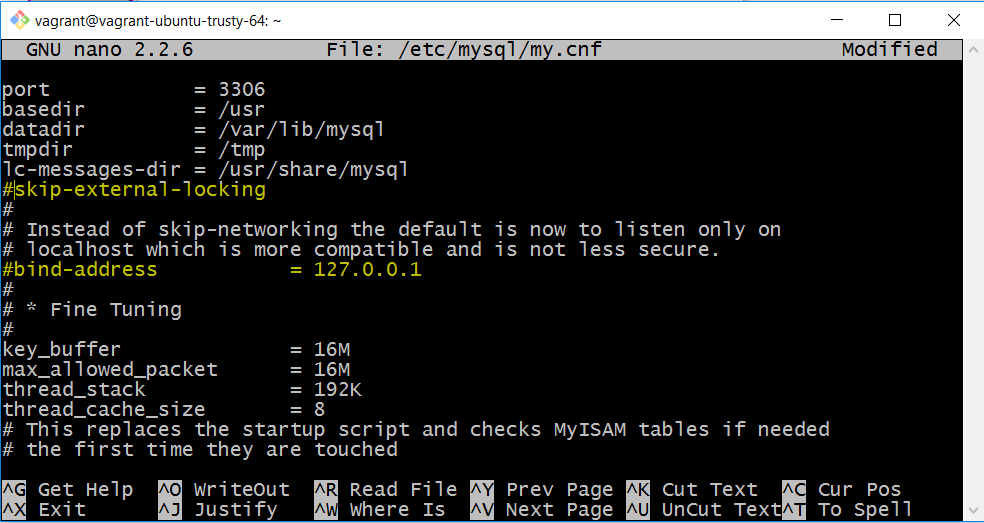 vagrant@vagrant-ubuntu-trusty-64: ~
GNU nano 2.2.6 File: /etc/mysql/my.cnf Modified
port = 3306
basedir = /usr
datadir = /var/lib/mysql
tmpdir = /tmp
lc-messages-dir = /usr/share/mysql
#skip-external-locking
#
# Instead of skip-networking the default is now to listen only on
# localhost which is more compatible and is not less secure.
#bind-address = 127.0.0.1
#
# * Fine Tuning
#
key_buffer = 16M
max_allowed_packet = 16M
thread_stack = 192K
thread_cache_size = 8
# This replaces the startup script and checks MyISAM tables if needed
# the first time they are touched
^G Get Help ^O WriteOut ^R Read File ^Y Prev Page ^K Cut Text ^C Cur Pos
^X Exit ^J Justify ^W Where Is ^V Next Page ^U UnCut Text^T To Spell